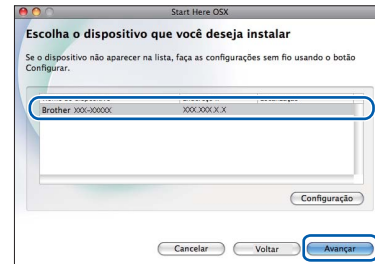 Start Here OSX
Escolha o dispositivo que você deseja instalar
Se o dispositivo não aparecer na lista, faça as configurações sem fio usando o botão
Configurar.
Brother XXX-XXXXX XXX.XXX.X.X
Configuração
Cancelar Voltar Avançar